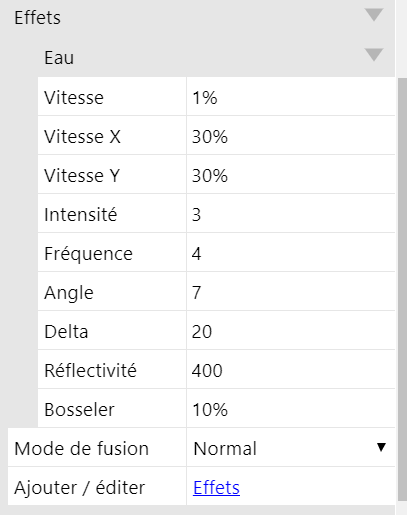 Effets
Eau
Vitesse 1%
Vitesse X 30%
Vitesse Y 30%
Intensité 3
Fréquence 4
Angle 7
Delta 20
Réflectivité 400
Bosseler 10%
Mode de fusion Normal
Ajouter / éditer Effets